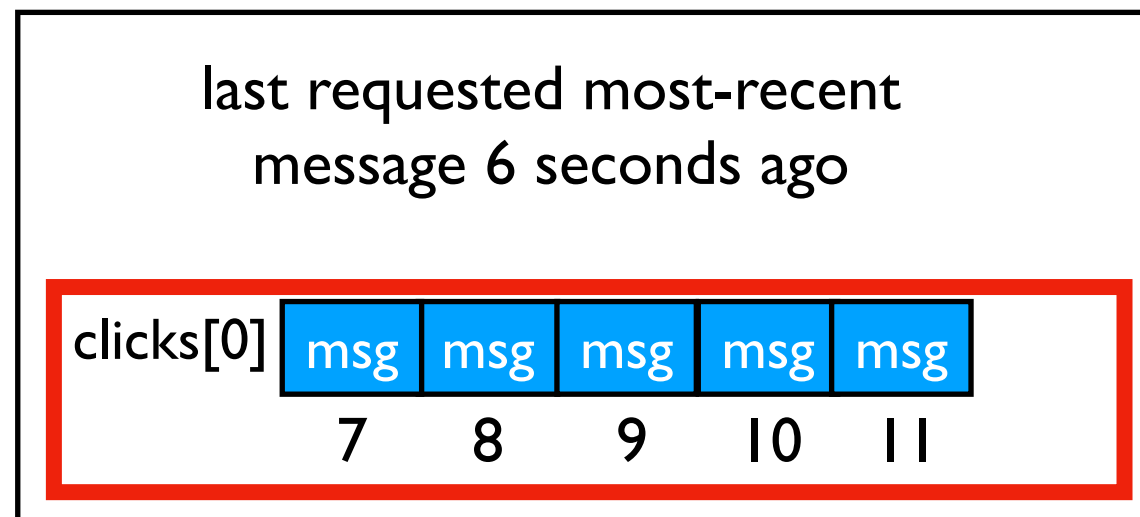 last requested most-recent
message 6 seconds ago
clicks[0] msg msg msg msg msg
7 8 9 10 11